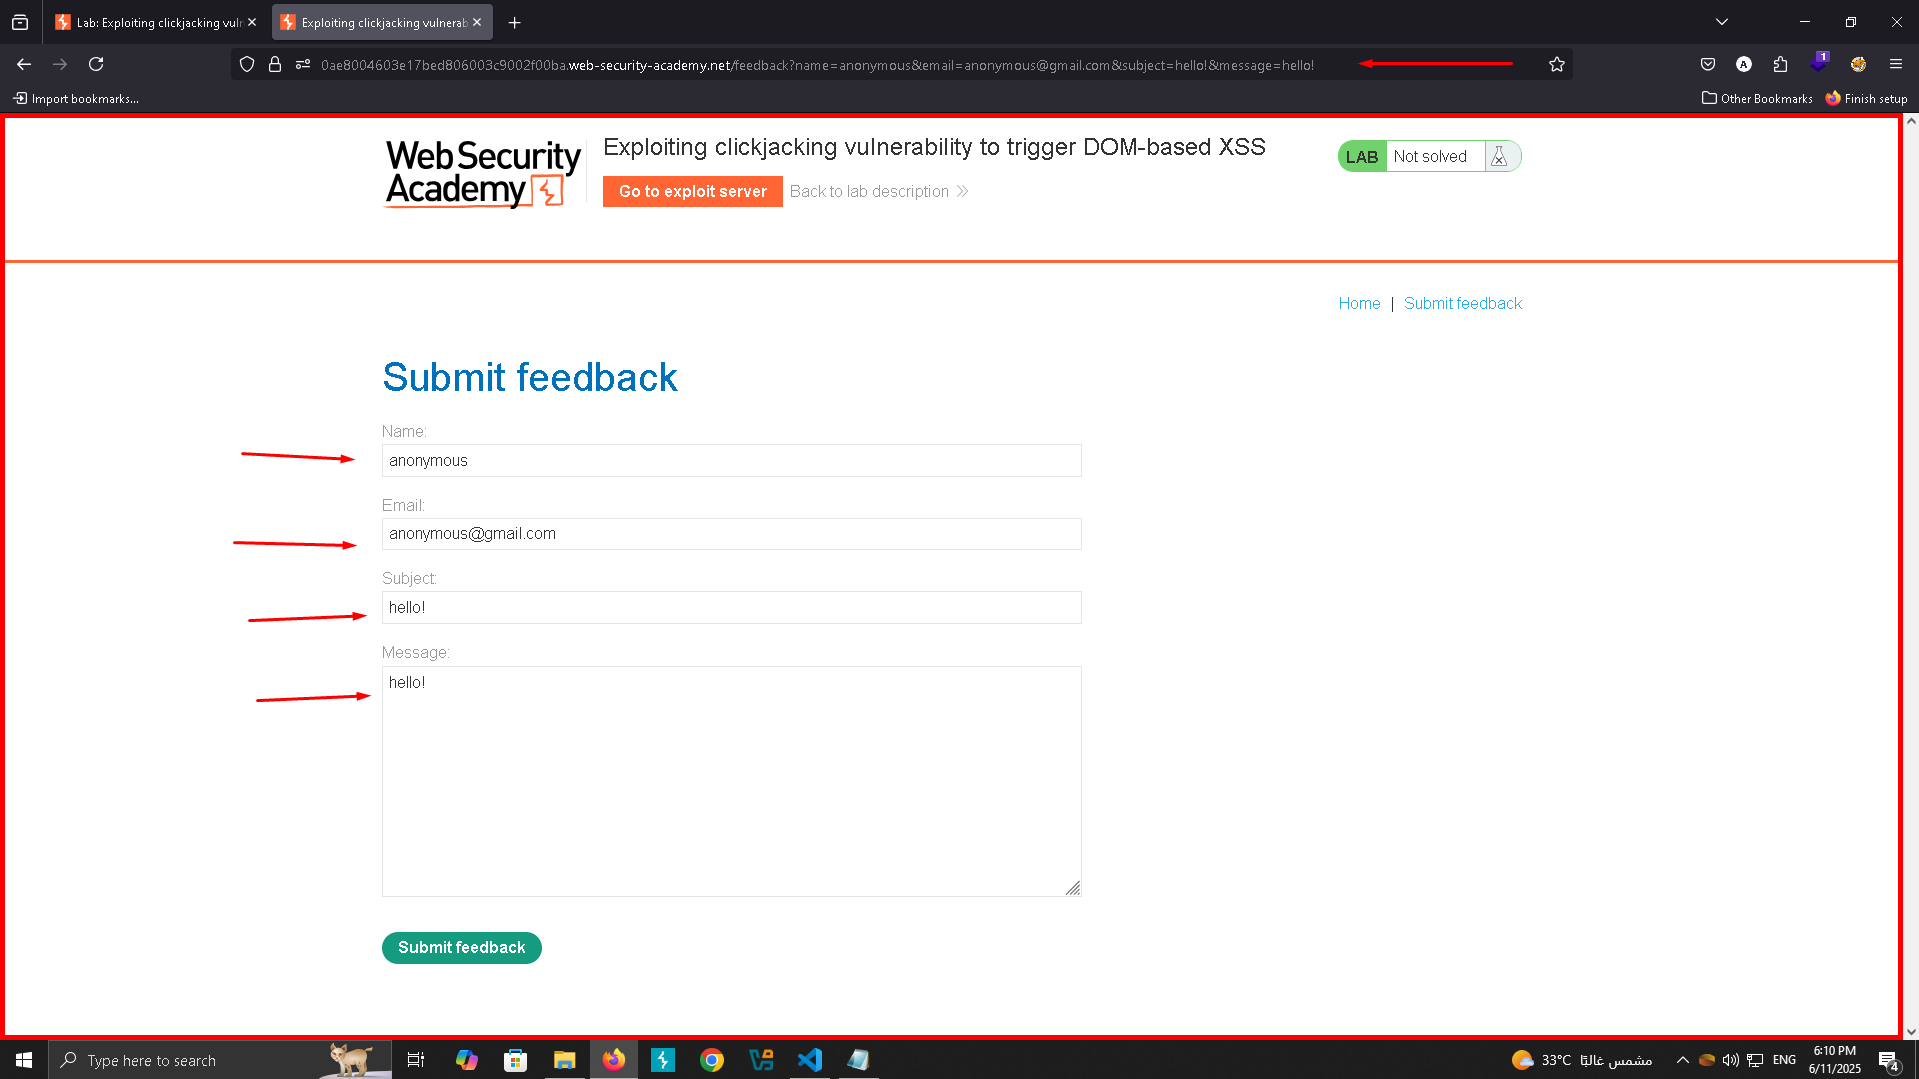 Lab: Exploiting clickjacking vuln
Exploiting clickjacking vulnerab
0ae8004603e17bed806003c9002f00ba.web-security-academy.net/feedback?name=anonymous&email=anonymous@gmail.com&subject=hello!&message=hello!
A
1
Import bookmarks...
Other Bookmarks
Finish setup
WebSecurity
Academy
Exploiting clickjacking vulnerability to trigger DOM-based XSS
Go to exploit server
Back to lab description
LAB
Not solved
Home | Submit feedback
Submit feedback
Name:
anonymous
Email:
anonymous@gmail.com
Subject:
hello!
Message:
hello!
Submit feedback
Type here to search
33°C مشمس غالبًا
ENG
6:10 PM
6/11/2025
4